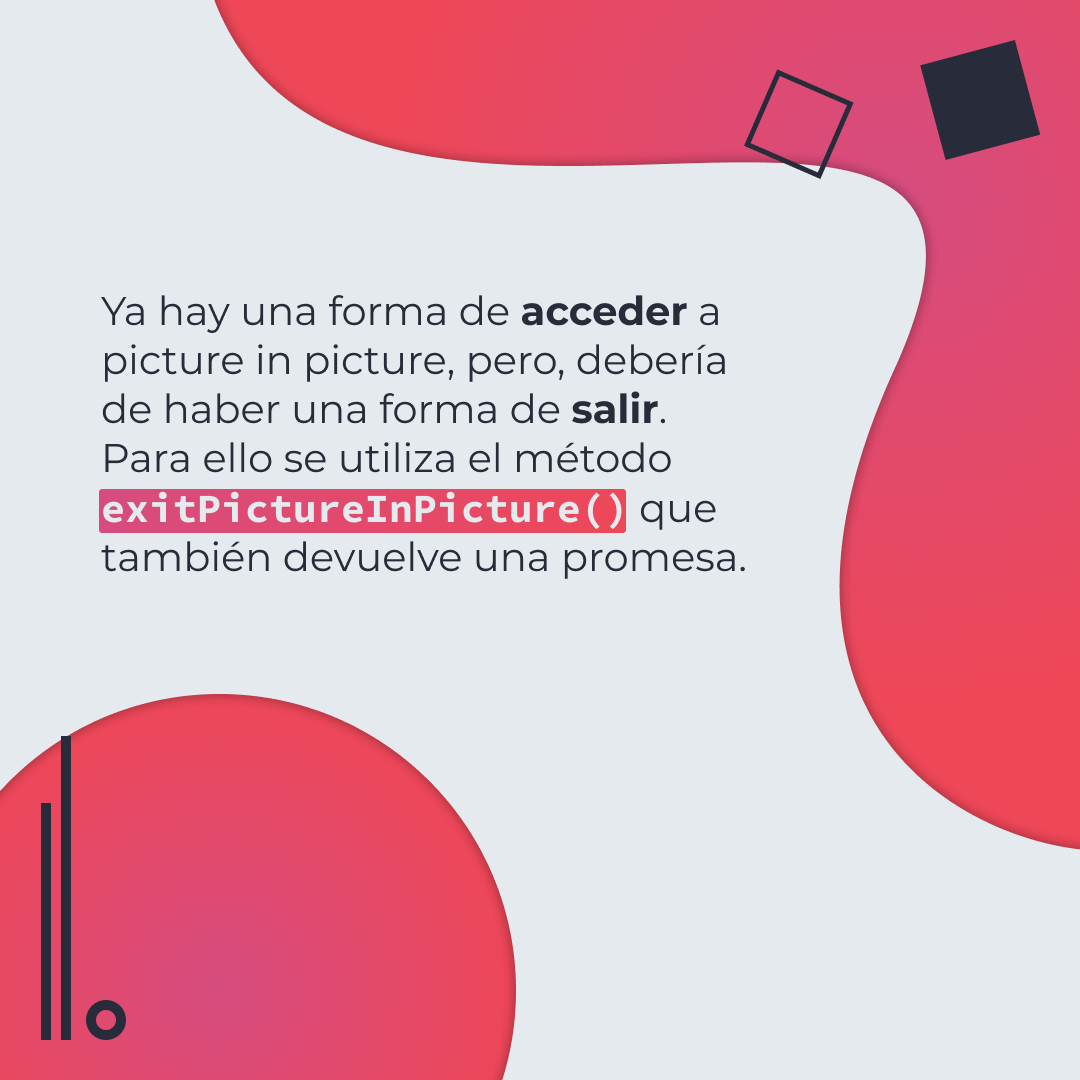 Ya hay una forma de acceder a
picture in picture, pero, debería
de haber una forma de salir.
Para ello se utiliza el método
exitPictureInPicture() que
también devuelve una promesa.